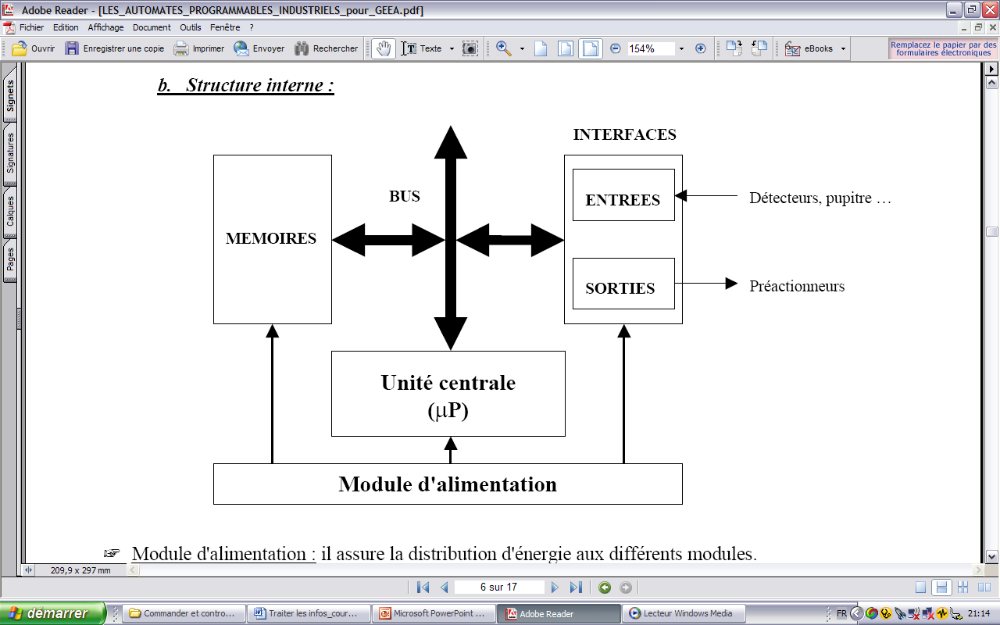 Adobe Reader - [LES_AUTOMATES_PROGRAMMABLES_INDUSTRIELS_pour_GEEA.pdf]
Fichier Edition Affichage Document Outils Fenêtre ?
Ouvrir Enregistrer une copie Imprimer Envoyer Rechercher Texte 154% eBooks
Remplacez le papier par des
formulaires électroniques
Signets
Signatures
Calques
Pages
b. Structure interne :
INTERFACES
BUS
ENTREES
Détecteurs, pupitre …
MEMOIRES
SORTIES
Préactionneurs
Unité centrale
(µP)
Module d'alimentation
☞ Module d'alimentation : il assure la distribution d'énergie aux différents modules.
209,9 x 297 mm
6 sur 17
démarrer Commander et contro... Traiter les infos_cour... Microsoft PowerPoint ... Adobe Reader Lecteur Windows Media FR 21:14